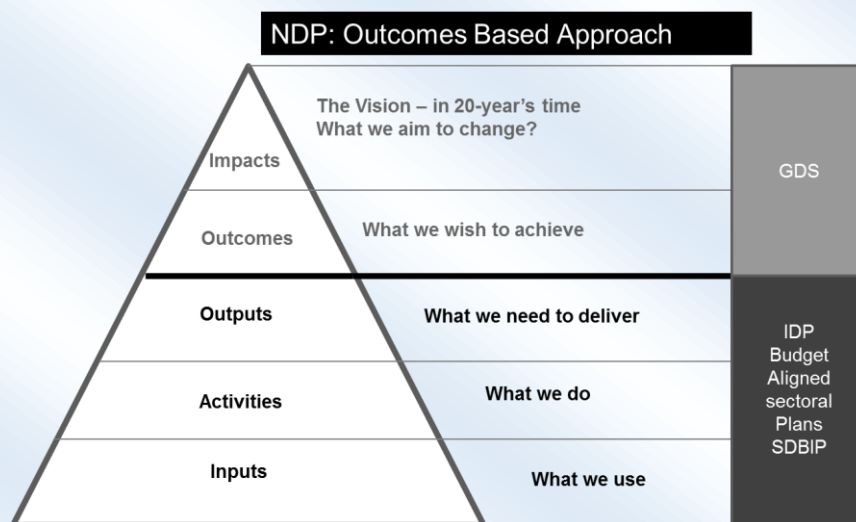 NDP: Outcomes Based Approach
The Vision – in 20-year’s time
What we aim to change?
Impacts
GDS
Outcomes
What we wish to achieve
Outputs
What we need to deliver
IDP
Budget
Aligned
sectoral
Plans
SDBIP
Activities
What we do
Inputs
What we use